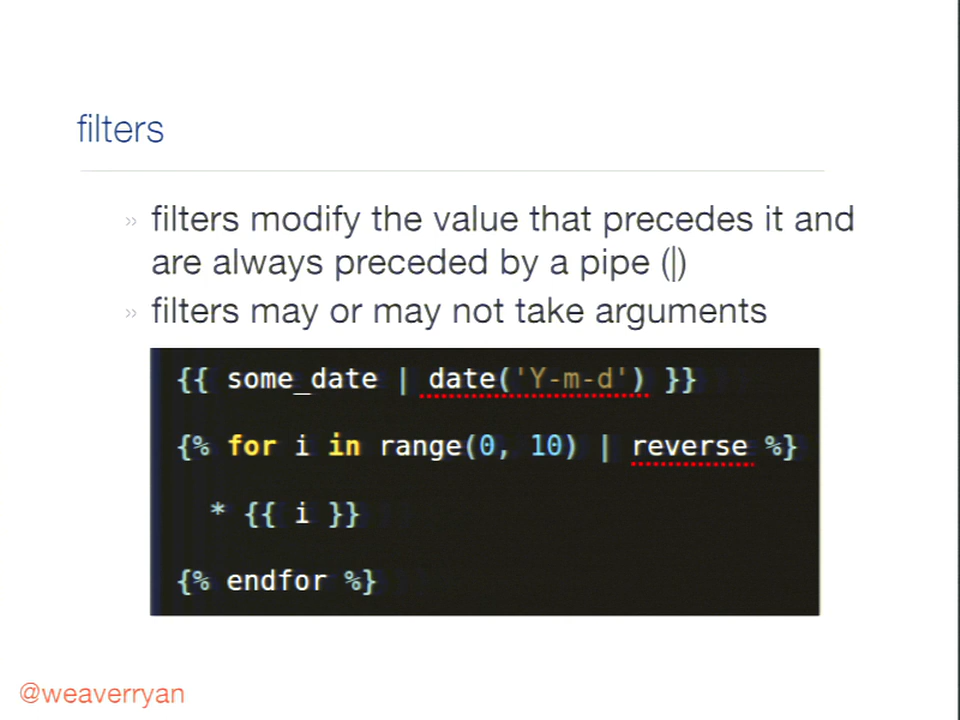 filters
» filters modify the value that precedes it and
are always preceded by a pipe (|)
» filters may or may not take arguments
{{ some_date | date('Y-m-d') }}
{% for i in range(0, 10) | reverse %}
* {{ i }}
{% endfor %}
@weaverryan